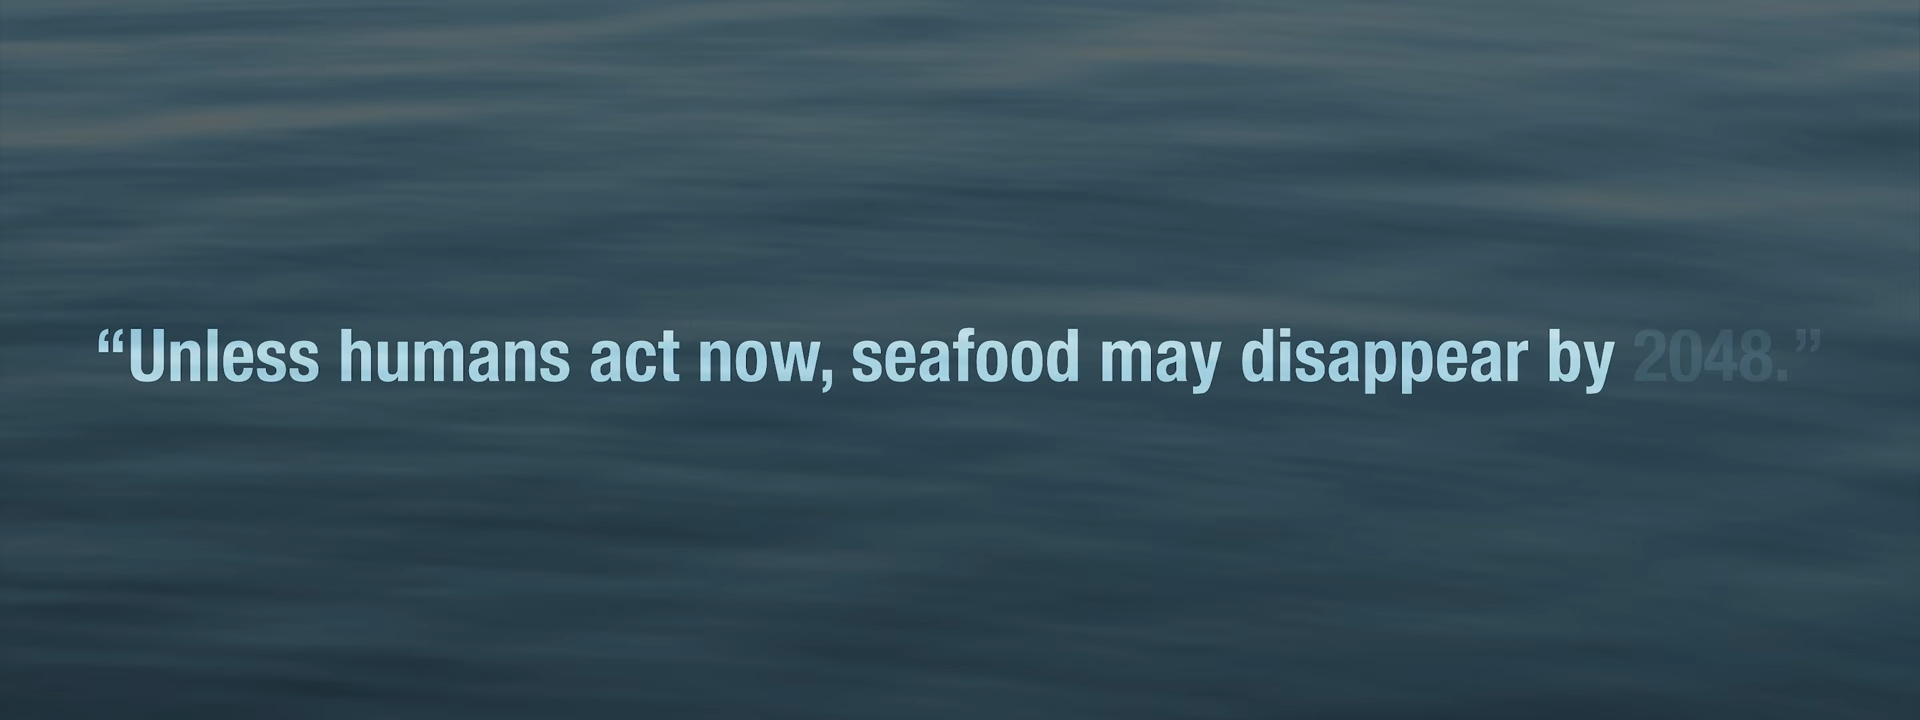 “Unless humans act now, seafood may disappear by 2048.”